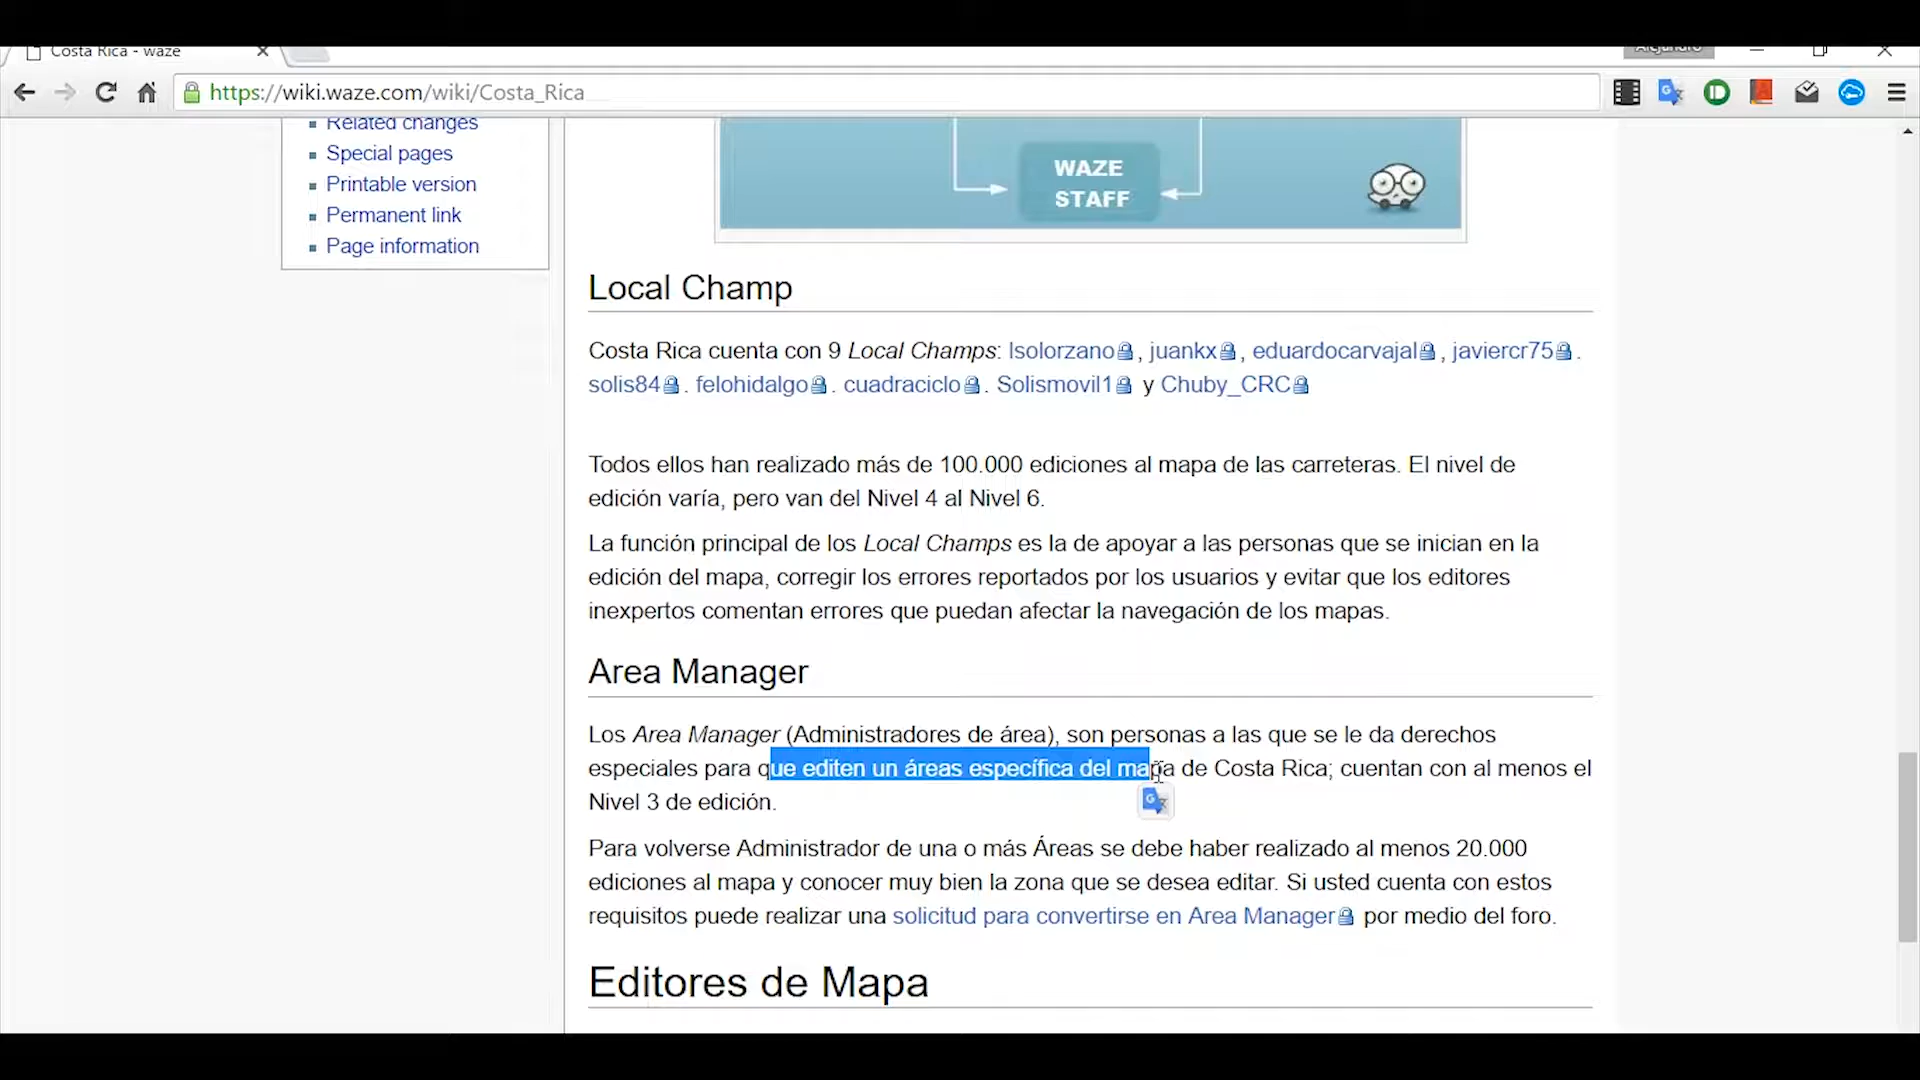 Costa Rica - waze
Alejandro
https://wiki.waze.com/wiki/Costa_Rica
Related changes
Special pages
Printable version
Permanent link
Page information
WAZE
STAFF
Local Champ
Costa Rica cuenta con 9 Local Champs: lsolorzano, juankx, eduardocarvajal, javiercr75.
solis84. felohidalgo. cuadraciclo. Solismovil1 y Chuby_CRC
Todos ellos han realizado más de 100.000 ediciones al mapa de las carreteras. El nivel de
edición varía, pero van del Nivel 4 al Nivel 6.
La función principal de los Local Champs es la de apoyar a las personas que se inician en la
edición del mapa, corregir los errores reportados por los usuarios y evitar que los editores
inexpertos comentan errores que puedan afectar la navegación de los mapas.
Area Manager
Los Area Manager (Administradores de área), son personas a las que se le da derechos
especiales para que editen un áreas específica del mapa de Costa Rica; cuentan con al menos el
Nivel 3 de edición.
Para volverse Administrador de una o más Áreas se debe haber realizado al menos 20.000
ediciones al mapa y conocer muy bien la zona que se desea editar. Si usted cuenta con estos
requisitos puede realizar una solicitud para convertirse en Area Manager por medio del foro.
Editores de Mapa